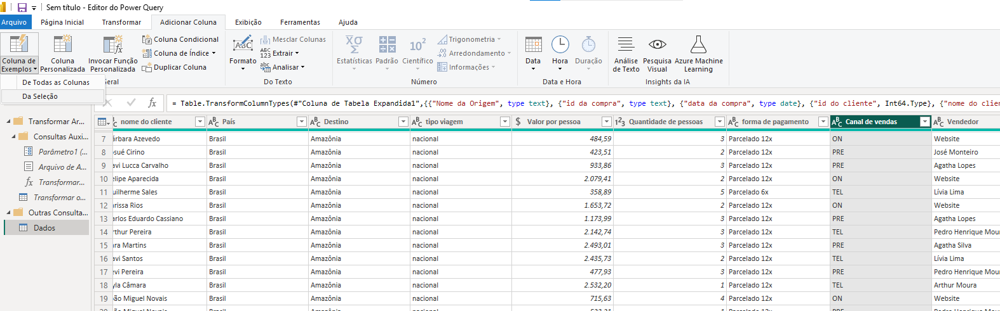 Sem título - Editor do Power Query
Arquivo Página Inicial Transformar Adicionar Coluna Exibição Ferramentas Ajuda
Coluna de Exemplos
Coluna Personalizada
Invocar Função Personalizada
Coluna Condicional
Coluna de Índice
Duplicar Coluna
Geral
De Todas as Colunas
Da Seleção
Formato
Mesclar Colunas
Extrair
Analisar
Do Texto
Estatísticas
Padrão
Científico
Trigonometria
Arredondamento
Informações
Número
Data
Hora
Duração
Data e Hora
Análise de Texto
Pesquisa Visual
Azure Machine Learning
Insights da IA
= Table.TransformColumnTypes(#"Coluna de Tabela Expandida1",{{"Nome da Origem", type text}, {"id da compra", type text}, {"data da compra", type date}, {"id do cliente", Int64.Type}, {"nome do clien
Transformar Ar...
Consultas Auxi...
Parâmetro1 (...
Arquivo de A...
Transformar...
Transformar o...
Outras Consulta...
Dados
nome do cliente País Destino tipo viagem Valor por pessoa Quantidade de pessoas forma de pagamento Canal de vendas Vendedor
7 árbara Azevedo Brasil Amazônia nacional 484,59 3 Parcelado 12x ON Website
8 osué Cirino Brasil Amazônia nacional 423,51 2 Parcelado 12x PRE José Monteiro
9 avi Lucca Carvalho Brasil Amazônia nacional 933,86 3 Parcelado 12x PRE Agatha Lopes
10 elipe Aparecida Brasil Amazônia nacional 2.079,41 2 Parcelado 12x ON Website
11 uilherme Sales Brasil Amazônia nacional 358,89 5 Parcelado 6x TEL Lívia Lima
12 arissa Rios Brasil Amazônia nacional 1.653,72 2 Parcelado 12x ON Website
13 arlos Eduardo Cassiano Brasil Amazônia nacional 1.173,99 3 Parcelado 12x PRE Agatha Lopes
14 rthur Pereira Brasil Amazônia nacional 2.142,74 3 Parcelado 12x TEL Pedro Henrique Mou
15 ara Martins Brasil Amazônia nacional 2.493,01 3 Parcelado 12x PRE Agatha Silva
16 avi Santos Brasil Amazônia nacional 2.435,73 2 Parcelado 12x TEL Lívia Lima
17 evi Pereira Brasil Amazônia nacional 477,93 3 Parcelado 12x PRE Pedro Henrique Mou
18 yla Câmara Brasil Amazônia nacional 2.532,20 1 Parcelado 12x TEL Arthur Moura
19 oão Miguel Novais Brasil Amazônia nacional 715,63 4 Parcelado 12x ON Website